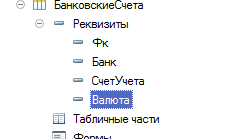 БанковскиеСчета
Реквизиты
Фк
Банк
СчетУчета
Валюта
Табличные части
Формы